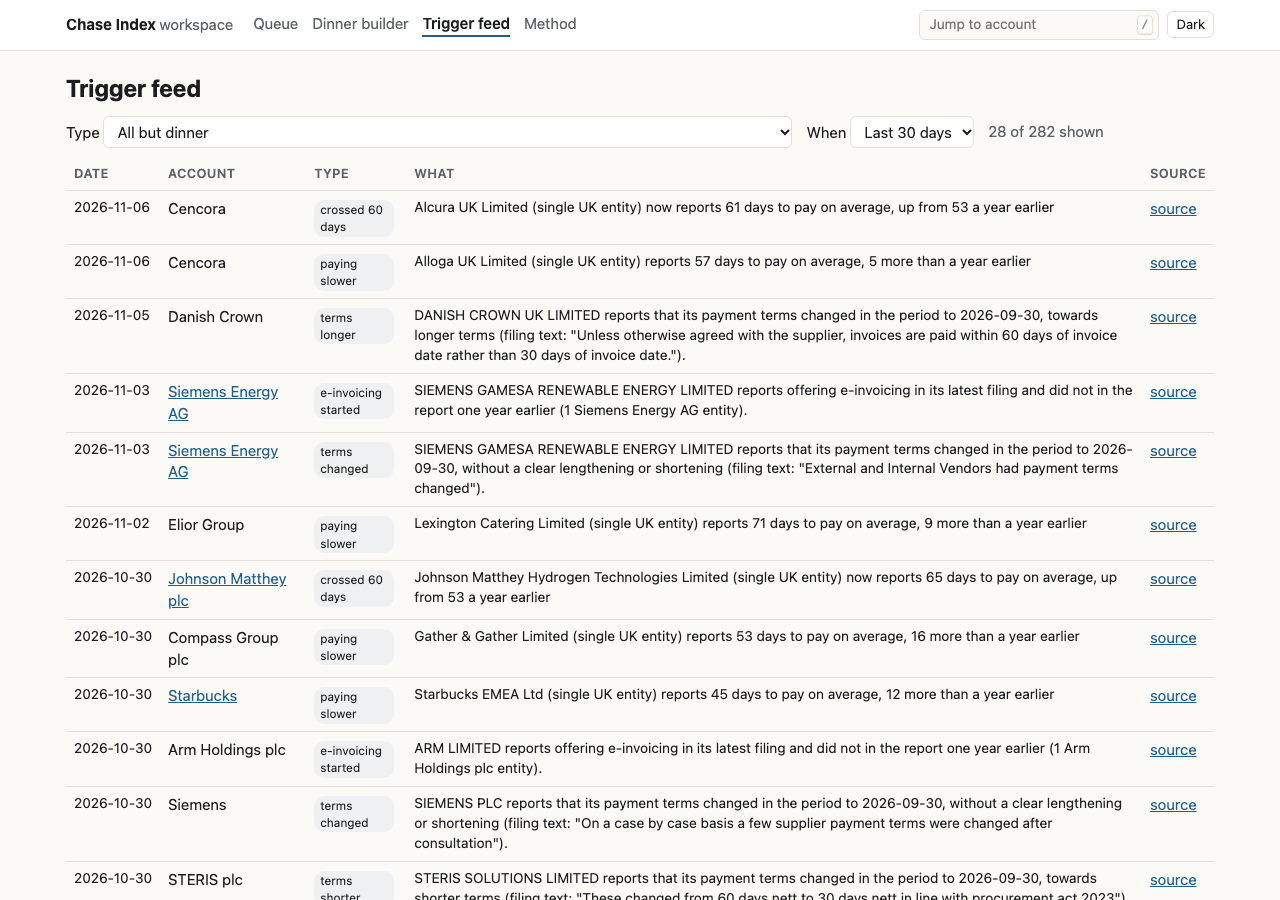 Chase Index workspace Queue Dinner builder Trigger feed Method Jump to account / Dark
Trigger feed
Type All but dinner When Last 30 days 28 of 282 shown
DATE ACCOUNT TYPE WHAT SOURCE
2026-11-06 Cencora crossed 60 days Alcura UK Limited (single UK entity) now reports 61 days to pay on average, up from 53 a year earlier source
2026-11-06 Cencora paying slower Alloga UK Limited (single UK entity) reports 57 days to pay on average, 5 more than a year earlier source
2026-11-05 Danish Crown terms longer DANISH CROWN UK LIMITED reports that its payment terms changed in the period to 2026-09-30, towards
longer terms (filing text: "Unless otherwise agreed with the supplier, invoices are paid within 60 days of invoice
date rather than 30 days of invoice date."). source
2026-11-03 Siemens Energy AG e-invoicing started SIEMENS GAMESA RENEWABLE ENERGY LIMITED reports offering e-invoicing in its latest filing and did not in the
report one year earlier (1 Siemens Energy AG entity). source
2026-11-03 Siemens Energy AG terms changed SIEMENS GAMESA RENEWABLE ENERGY LIMITED reports that its payment terms changed in the period to 2026-
09-30, without a clear lengthening or shortening (filing text: "External and Internal Vendors had payment terms
changed"). source
2026-11-02 Elior Group paying slower Lexington Catering Limited (single UK entity) reports 71 days to pay on average, 9 more than a year earlier source
2026-10-30 Johnson Matthey plc crossed 60 days Johnson Matthey Hydrogen Technologies Limited (single UK entity) now reports 65 days to pay on average, up
from 53 a year earlier source
2026-10-30 Compass Group plc paying slower Gather & Gather Limited (single UK entity) reports 53 days to pay on average, 16 more than a year earlier source
2026-10-30 Starbucks paying slower Starbucks EMEA Ltd (single UK entity) reports 45 days to pay on average, 12 more than a year earlier source
2026-10-30 Arm Holdings plc e-invoicing started ARM LIMITED reports offering e-invoicing in its latest filing and did not in the report one year earlier (1 Arm
Holdings plc entity). source
2026-10-30 Siemens terms changed SIEMENS PLC reports that its payment terms changed in the period to 2026-09-30, without a clear lengthening
or shortening (filing text: "On a case by case basis a few supplier payment terms were changed after
consultation"). source
2026-10-30 STERIS plc terms shorter STERIS SOLUTIONS LIMITED reports that its payment terms changed in the period to 2026-09-30, towards
shorter terms (filing text: "These changed from 60 days nett to 30 days nett in line with procurement act 2023") source